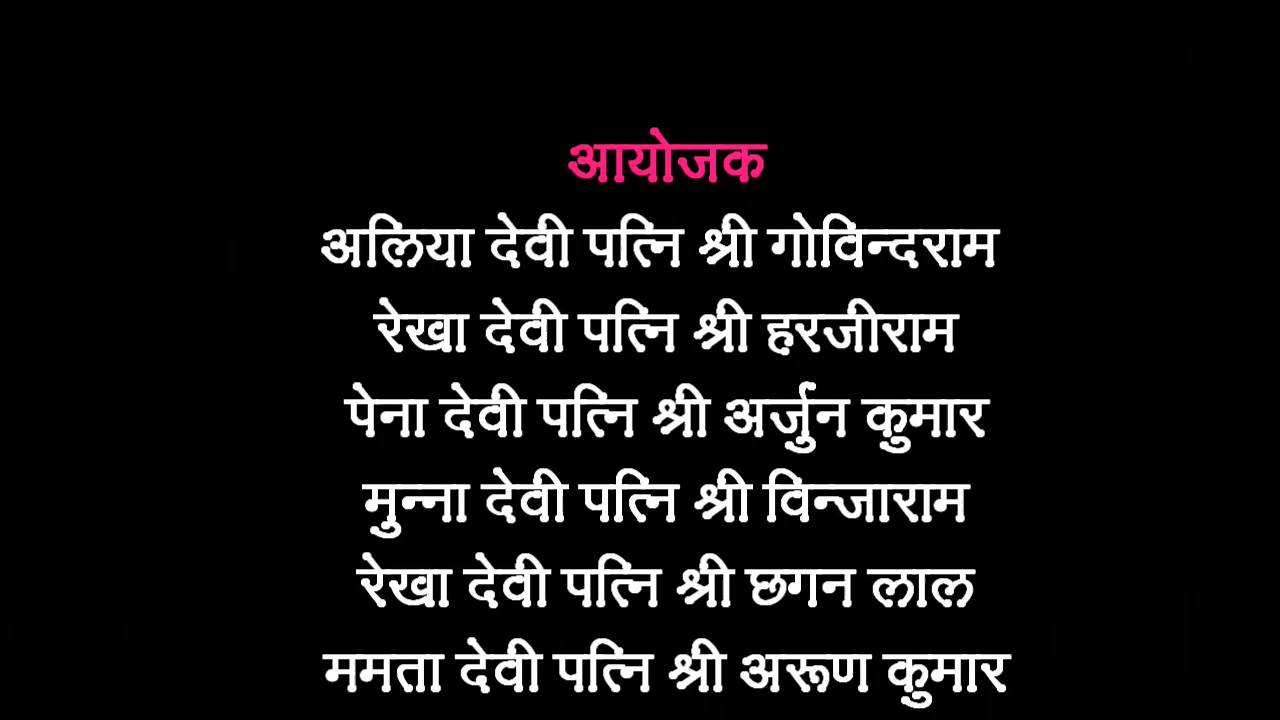 आयोजक
अलिया देवी पत्नि श्री गोविन्दराम
रेखा देवी पत्नि श्री हरजीराम
पेना देवी पत्नि श्री अर्जुन कुमार
मुन्ना देवी पत्नि श्री विन्जाराम
रेखा देवी पत्नि श्री छगन लाल
ममता देवी पत्नि श्री अरूण कुमार